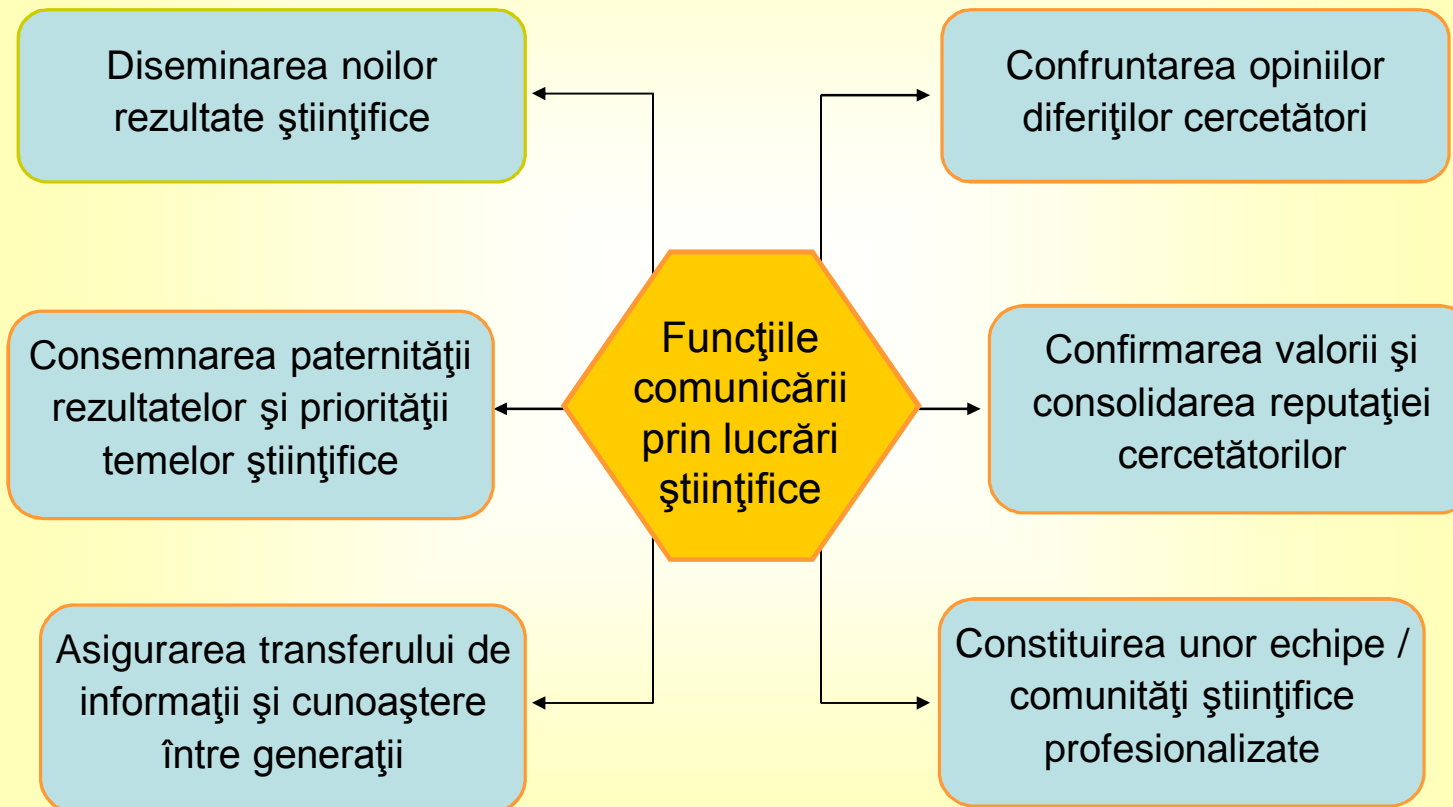 Diseminarea noilor
rezultate ştiinţifice
Confruntarea opiniilor
diferiţilor cercetători
Consemnarea paternităţii
rezultatelor şi priorităţii
temelor ştiinţifice
Funcţiile
comunicării
prin lucrări
ştiinţifice
Confirmarea valorii şi
consolidarea reputaţiei
cercetătorilor
Asigurarea transferului de
informaţii şi cunoaştere
între generaţii
Constituirea unor echipe /
comunităţi ştiinţifice
profesionalizate